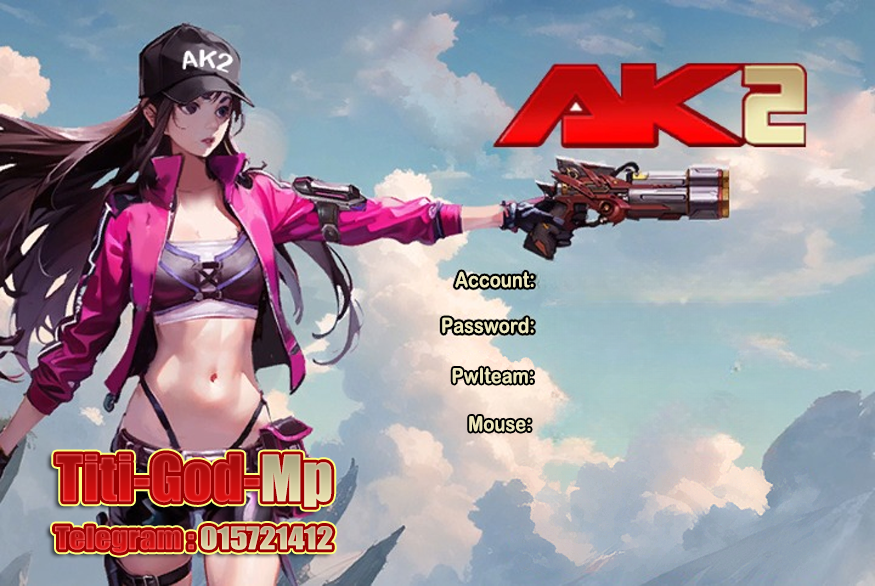 AK2
AK2
Account:
Password:
Pwlteam:
Mouse:
Titi-God-Mp
Telegram : 015721412